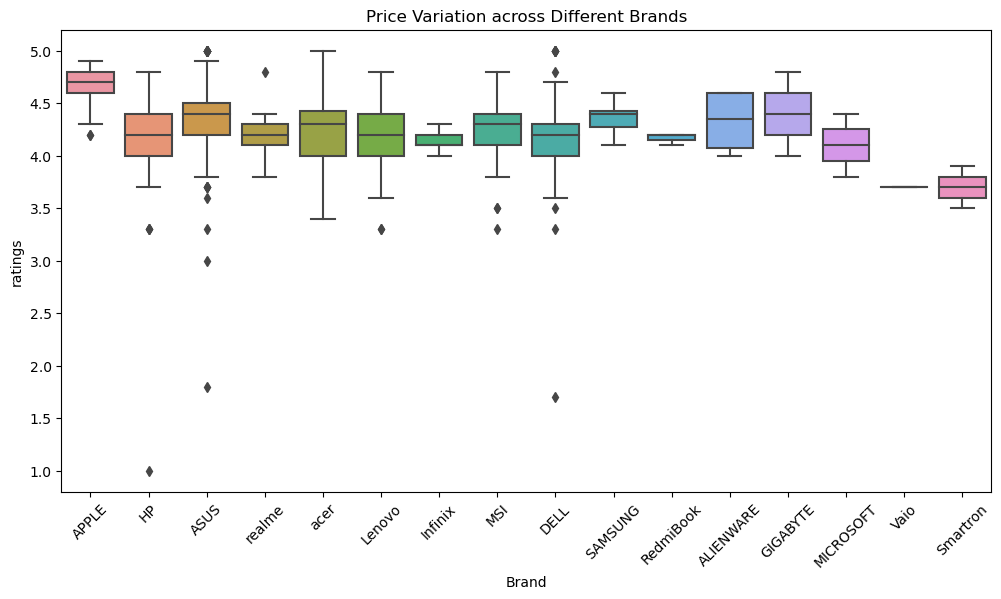 Price Variation across Different Brands
ratings
5.0
4.5
4.0
3.5
3.0
2.5
2.0
1.5
1.0
APPLE
HP
ASUS
realme
acer
Lenovo
Infinix
MSI
DELL
SAMSUNG
RedmiBook
ALIENWARE
GIGABYTE
MICROSOFT
Vaio
Smartron
Brand